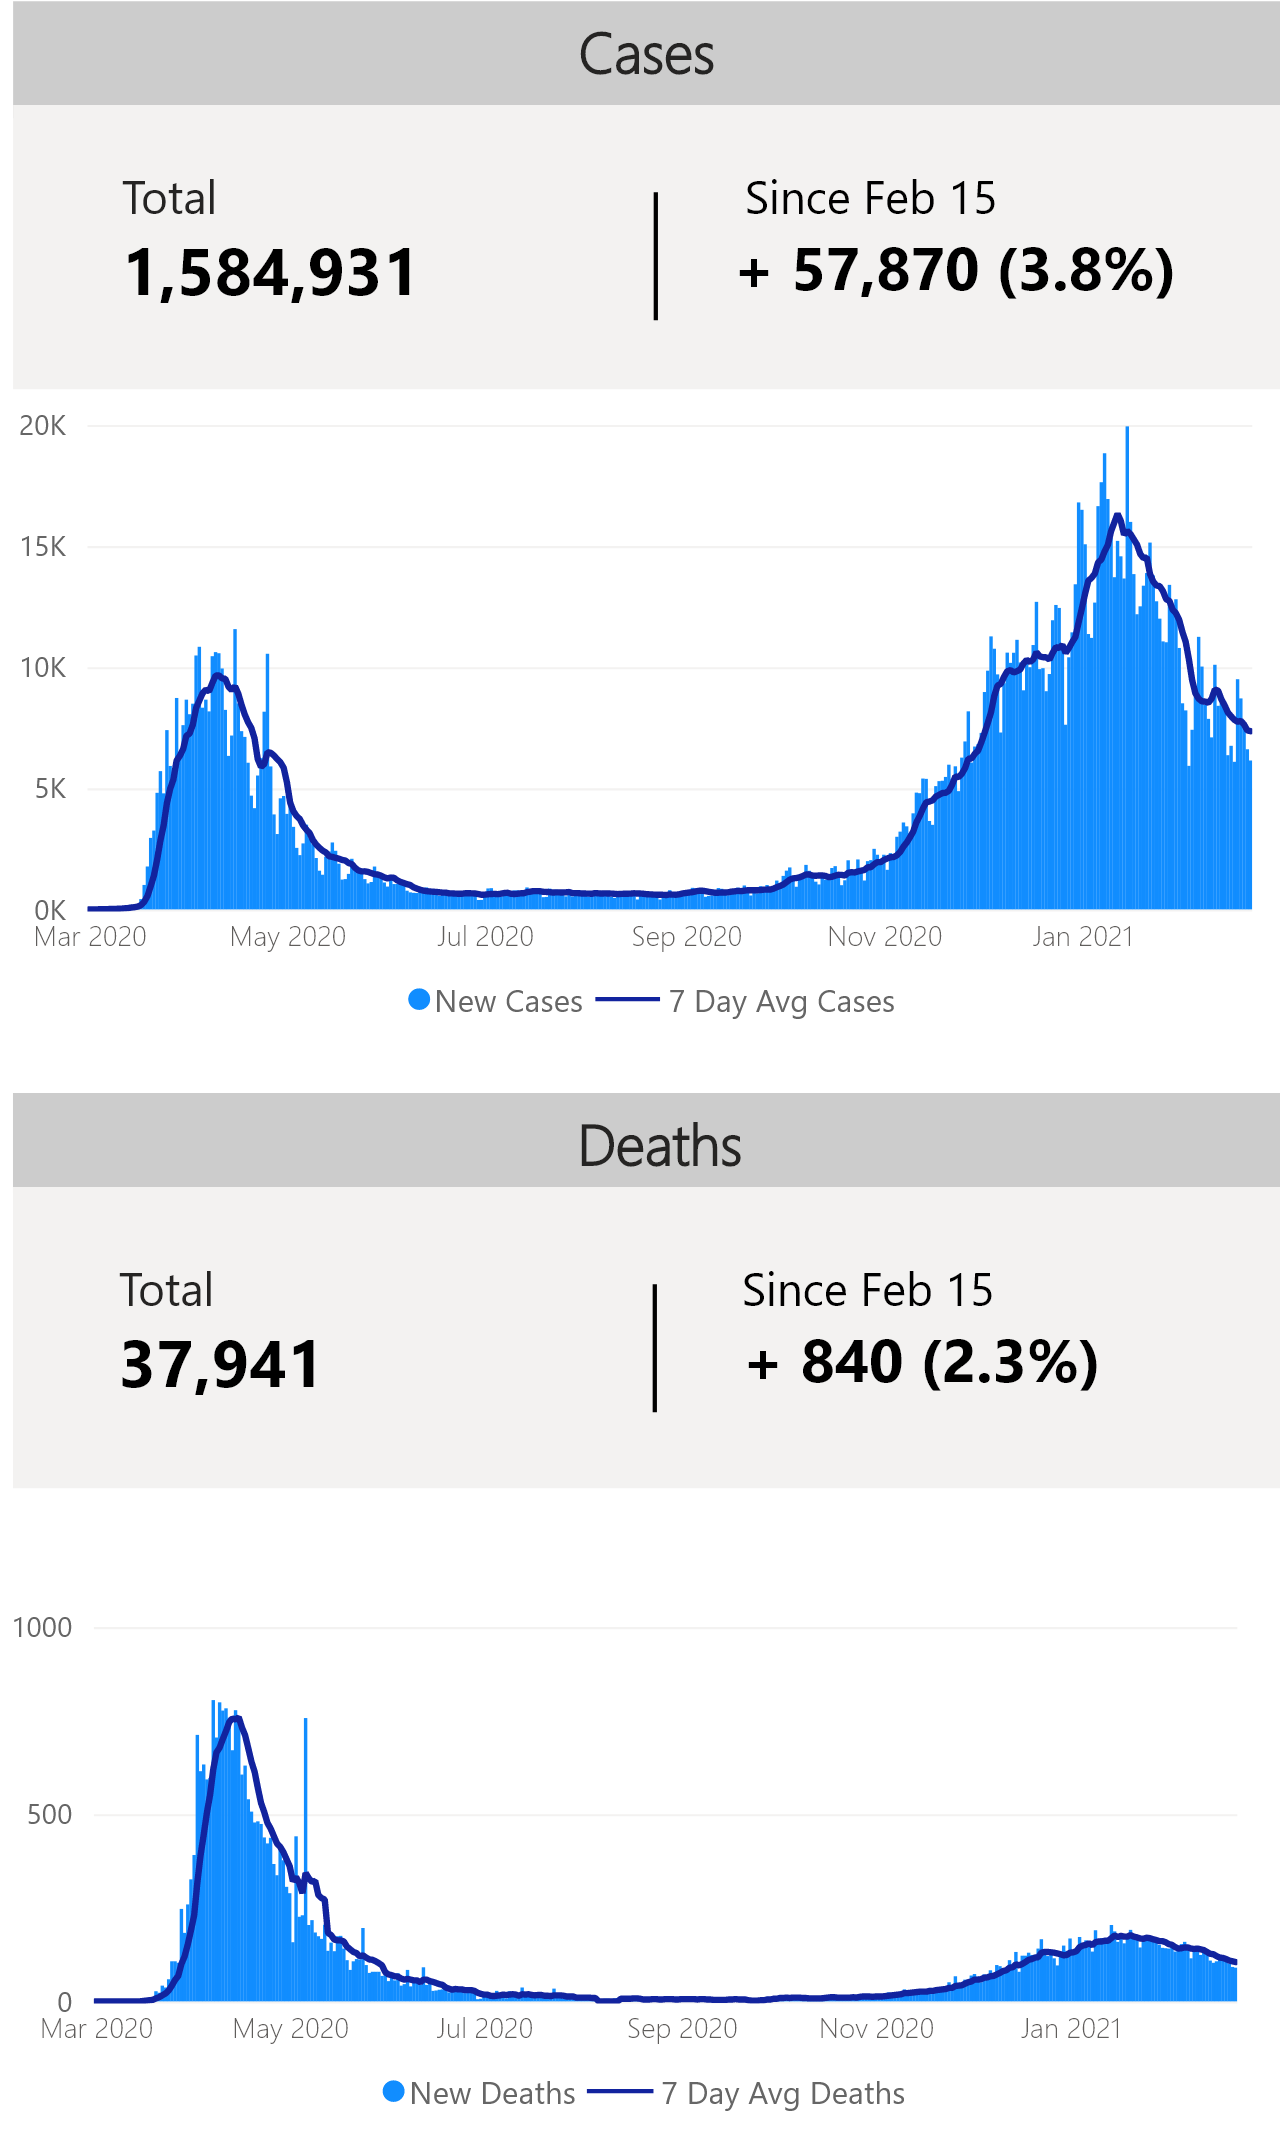 Cases
Total
Since Feb 15
1,584,931
+ 57,870 (3.8%)
20K
15K
10K
5K
0K
Mar 2020 May 2020 Jul 2020 Sep 2020 Nov 2020 Jan 2021
New Cases 7 Day Avg Cases
Deaths
Total
Since Feb 15
37,941
+ 840 (2.3%)
1000
500
0
Mar 2020 May 2020 Jul 2020 Sep 2020 Nov 2020 Jan 2021
New Deaths 7 Day Avg Deaths